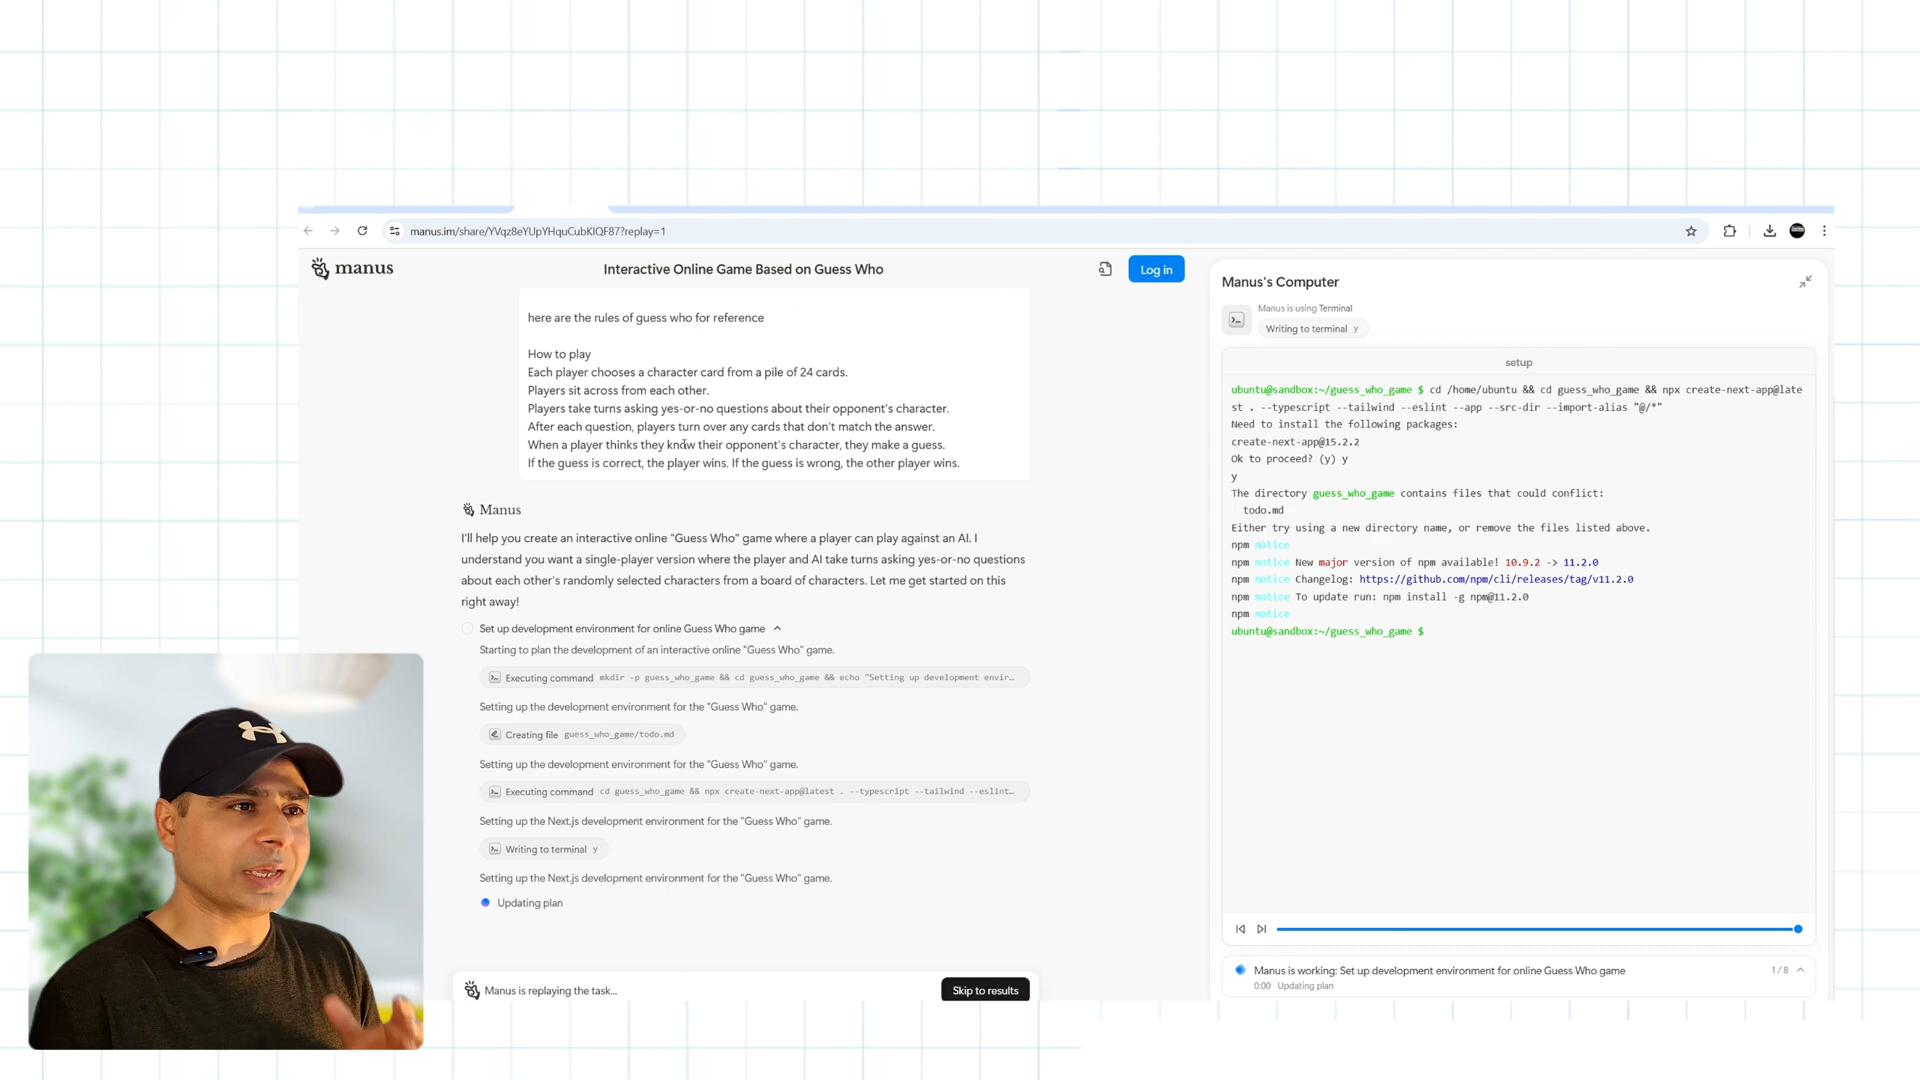 manus.im/share/YVqz8eYUpYHquCubKIQF87?replay=1
manus
Interactive Online Game Based on Guess Who
Log in
here are the rules of guess who for reference
How to play
Each player chooses a character card from a pile of 24 cards.
Players sit across from each other.
Players take turns asking yes-or-no questions about their opponent's character.
After each question, players turn over any cards that don't match the answer.
When a player thinks they know their opponent's character, they make a guess.
If the guess is correct, the player wins. If the guess is wrong, the other player wins.
Manus
I'll help you create an interactive online "Guess Who" game where a player can play against an AI. I
understand you want a single-player version where the player and AI take turns asking yes-or-no questions
about each other's randomly selected characters from a board of characters. Let me get started on this
right away!
Set up development environment for online Guess Who game
Starting to plan the development of an interactive online "Guess Who" game.
Executing command mkdir -p guess_who_game && cd guess_who_game && echo "Setting up development envir…
Setting up the development environment for the "Guess Who" game.
Creating file guess_who_game/todo.md
Setting up the development environment for the "Guess Who" game.
Executing command cd guess_who_game && npx create-next-app@latest . --typescript --tailwind --eslint…
Setting up the Next.js development environment for the "Guess Who" game.
Writing to terminal y
Setting up the Next.js development environment for the "Guess Who" game.
Updating plan
Manus is replaying the task...
Skip to results
Manus's Computer
Manus is using Terminal
Writing to terminal y
setup
ubuntu@sandbox:~/guess_who_game $ cd /home/ubuntu && cd guess_who_game && npx create-next-app@late
st . --typescript --tailwind --eslint --app --src-dir --import-alias "@/*"
Need to install the following packages:
create-next-app@15.2.2
Ok to proceed? (y) y
y
The directory guess_who_game contains files that could conflict:
todo.md
Either try using a new directory name, or remove the files listed above.
npm notice
npm notice New major version of npm available! 10.9.2 -> 11.2.0
npm notice Changelog: https://github.com/npm/cli/releases/tag/v11.2.0
npm notice To update run: npm install -g npm@11.2.0
npm notice
ubuntu@sandbox:~/guess_who_game $
Manus is working: Set up development environment for online Guess Who game
1 / 8
0:00 Updating plan